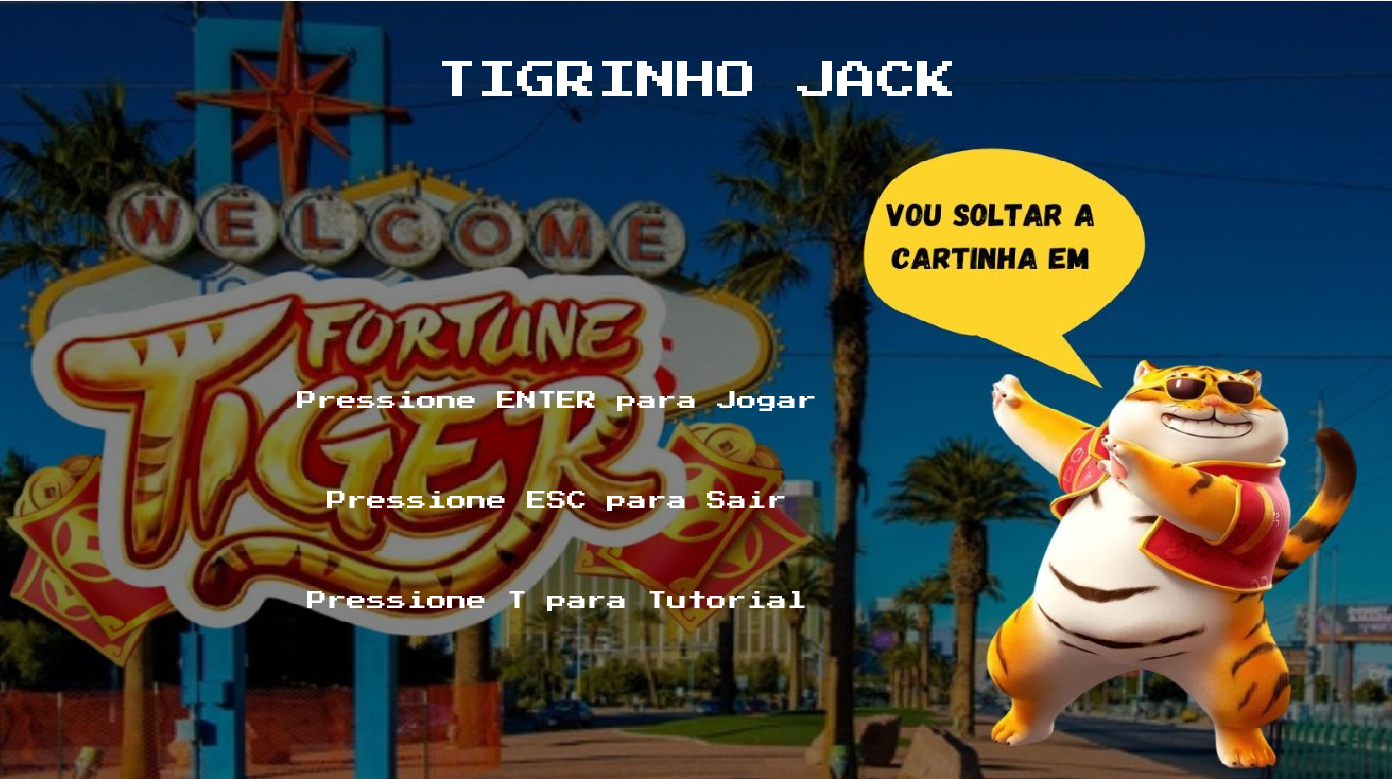 TIGRINHO JACK
WELCOME
TO
FORTUNE
TIGER
VOU SOLTAR A
CARTINHA EM
Pressione ENTER para Jogar
Pressione ESC para Sair
Pressione T para Tutorial